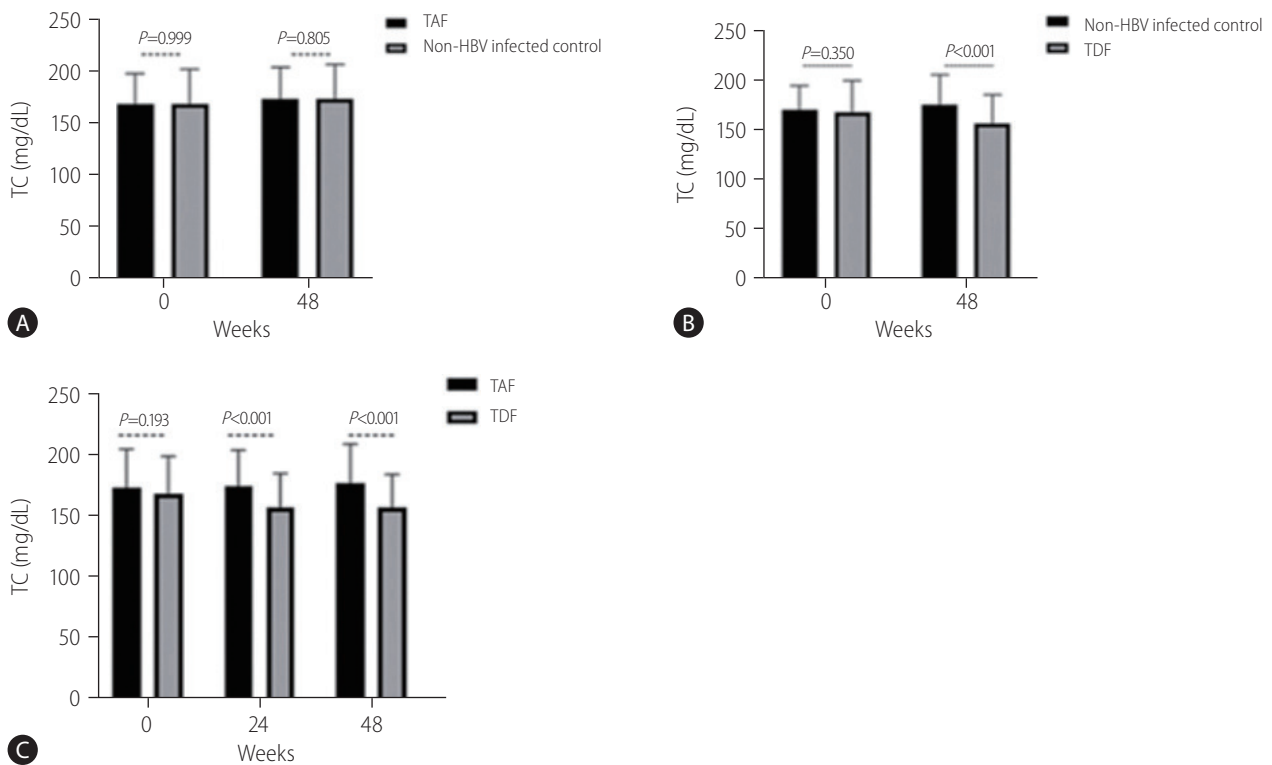 250
200
150
100
50
0
TC (mg/dL)
P=0.999
P=0.805
TAF
Non-HBV infected control
0
48
Weeks
A
250
200
150
100
50
0
TC (mg/dL)
P=0.350
P<0.001
Non-HBV infected control
TDF
0
48
Weeks
B
250
200
150
100
50
0
TC (mg/dL)
P=0.193
P<0.001
P<0.001
TAF
TDF
0
24
48
Weeks
C